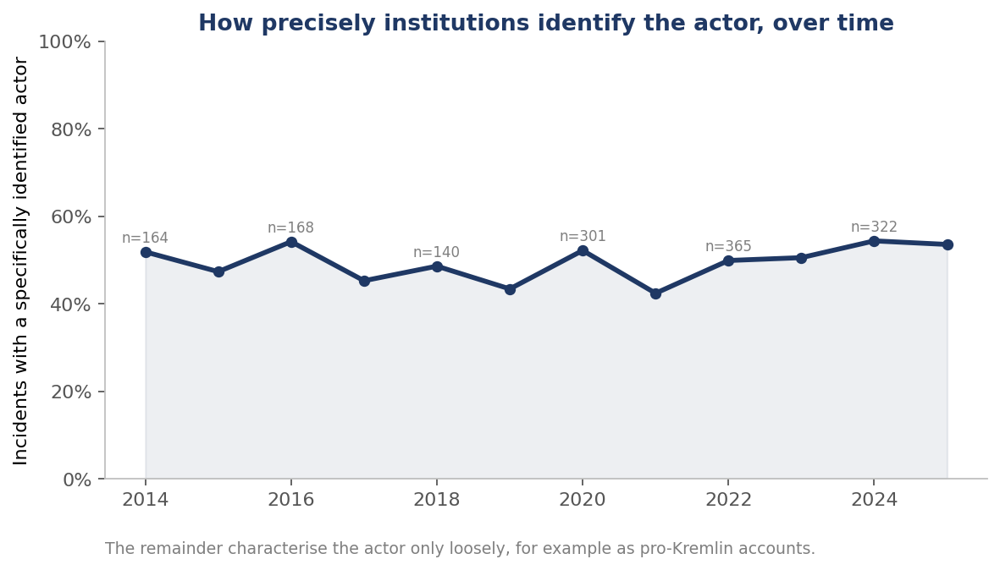 How precisely institutions identify the actor, over time
Incidents with a specifically identified actor
100%
80%
60%
40%
20%
0%
n=164
n=168
n=140
n=301
n=365
n=322
2014
2016
2018
2020
2022
2024
The remainder characterise the actor only loosely, for example as pro-Kremlin accounts.